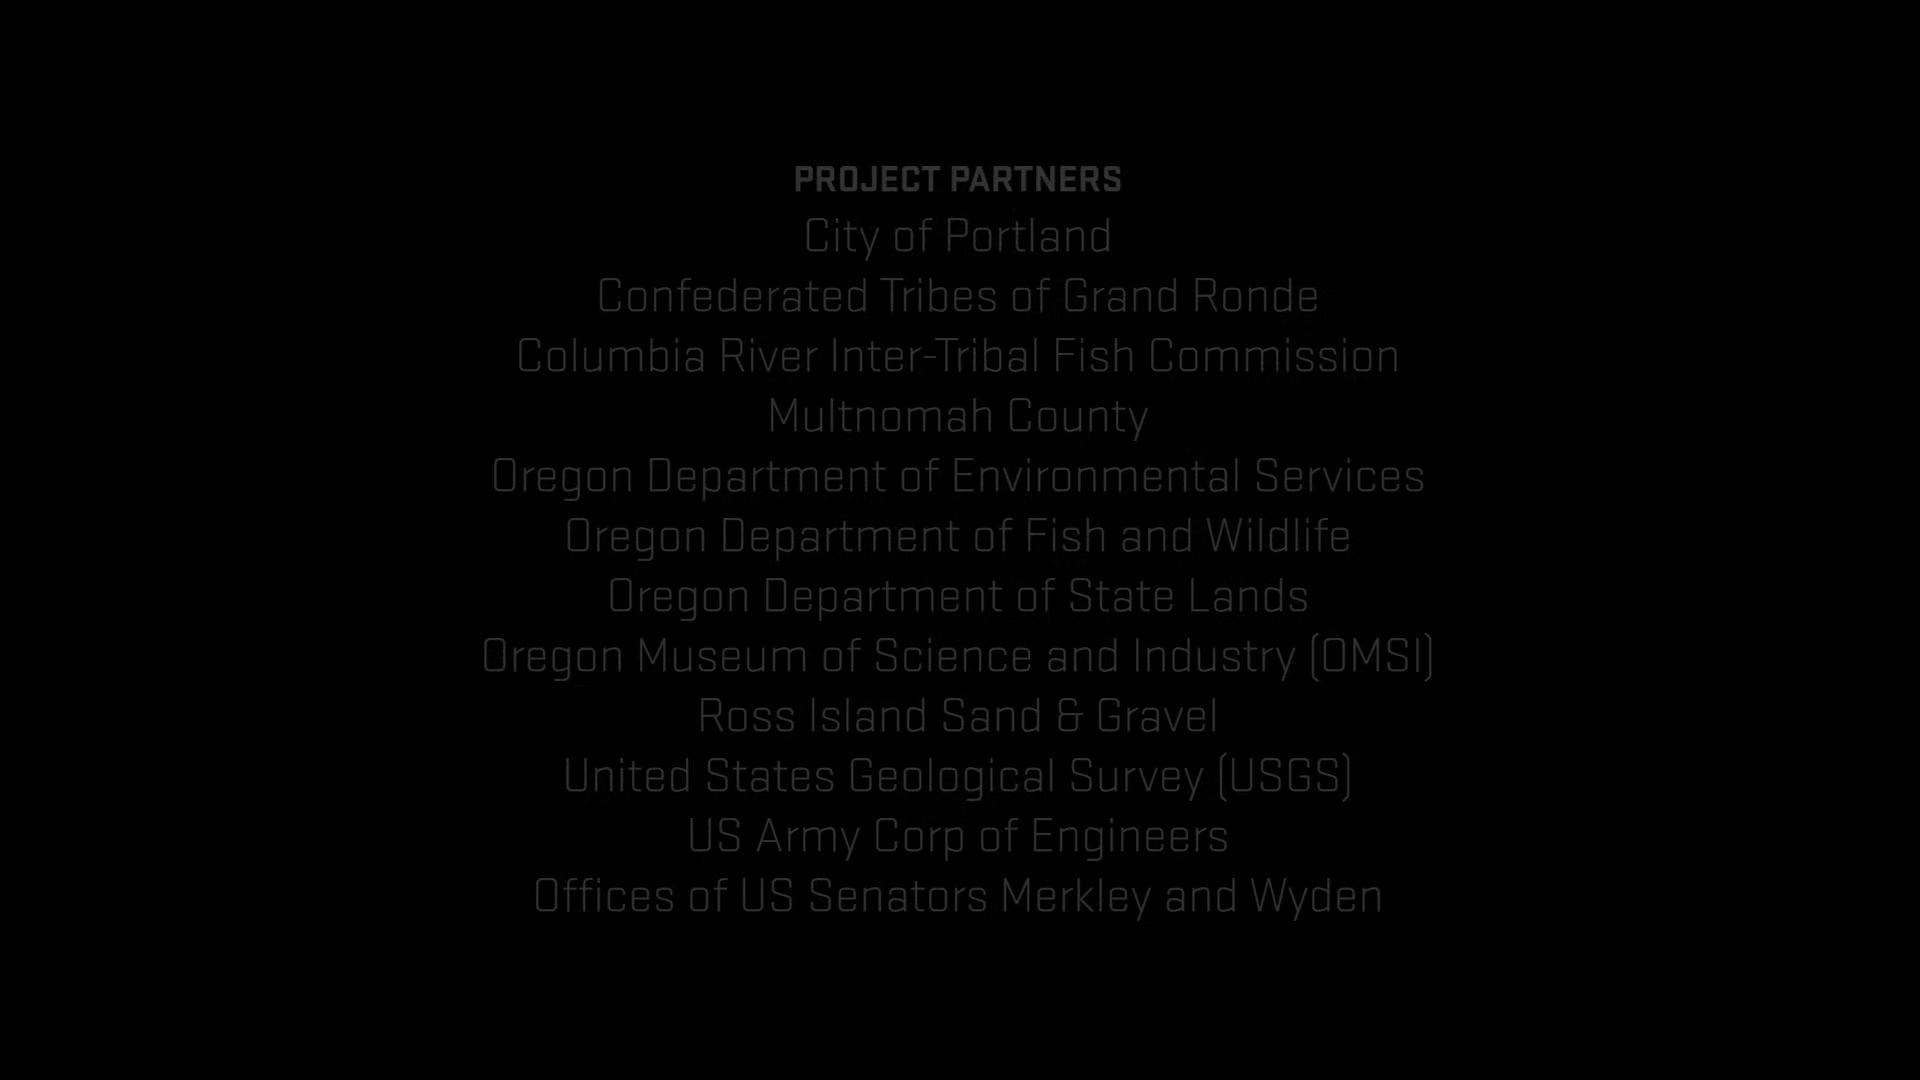 PROJECT PARTNERS
City of Portland
Confederated Tribes of Grand Ronde
Columbia River Inter-Tribal Fish Commission
Multnomah County
Oregon Department of Environmental Services
Oregon Department of Fish and Wildlife
Oregon Department of State Lands
Oregon Museum of Science and Industry (OMSI)
Ross Island Sand & Gravel
United States Geological Survey (USGS)
US Army Corp of Engineers
Offices of US Senators Merkley and Wyden